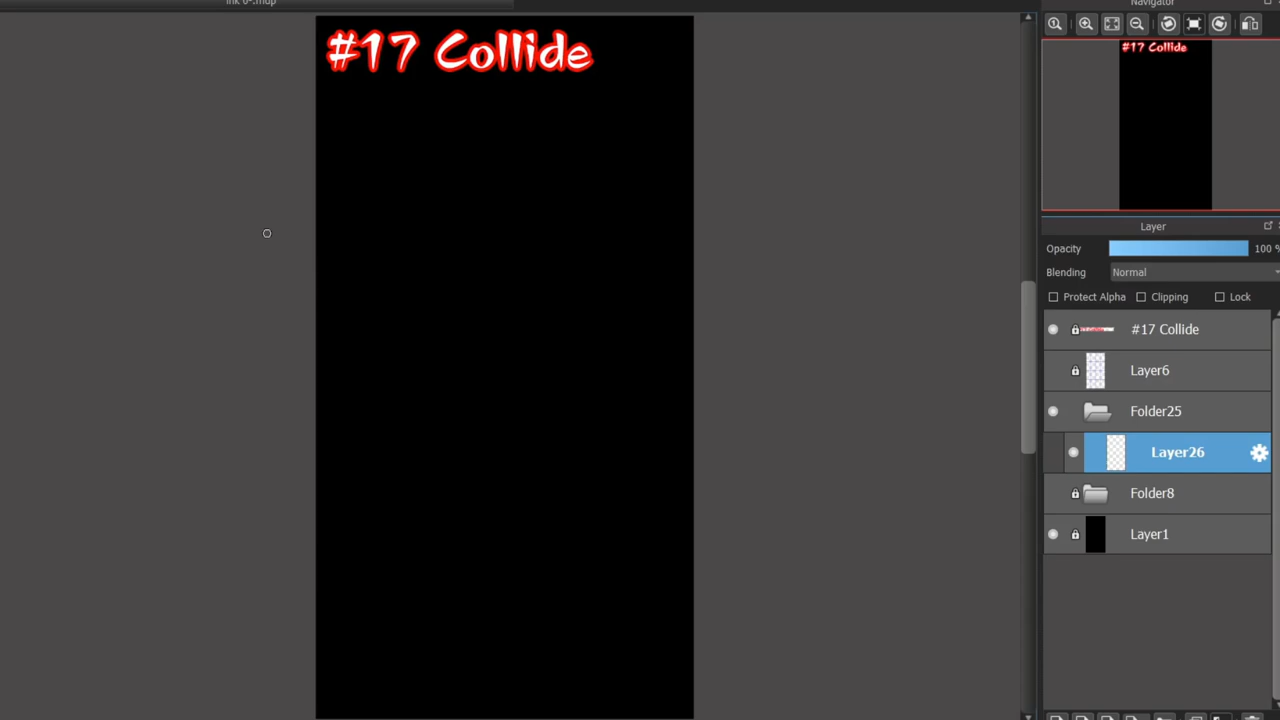 Navigator
#17 Collide
#17 Collide
Layer
Opacity 100 %
Blending Normal
Protect Alpha Clipping Lock
#17 Collide
Layer6
Folder25
Layer26
Folder8
Layer1